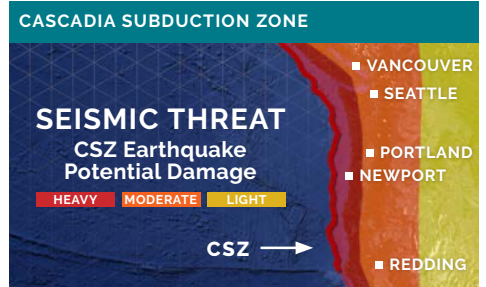 CASCADIA SUBDUCTION ZONE
VANCOUVER
SEATTLE
SEISMIC THREAT
CSZ Earthquake
Potential Damage
PORTLAND
NEWPORT
HEAVY MODERATE LIGHT
CSZ
REDDING